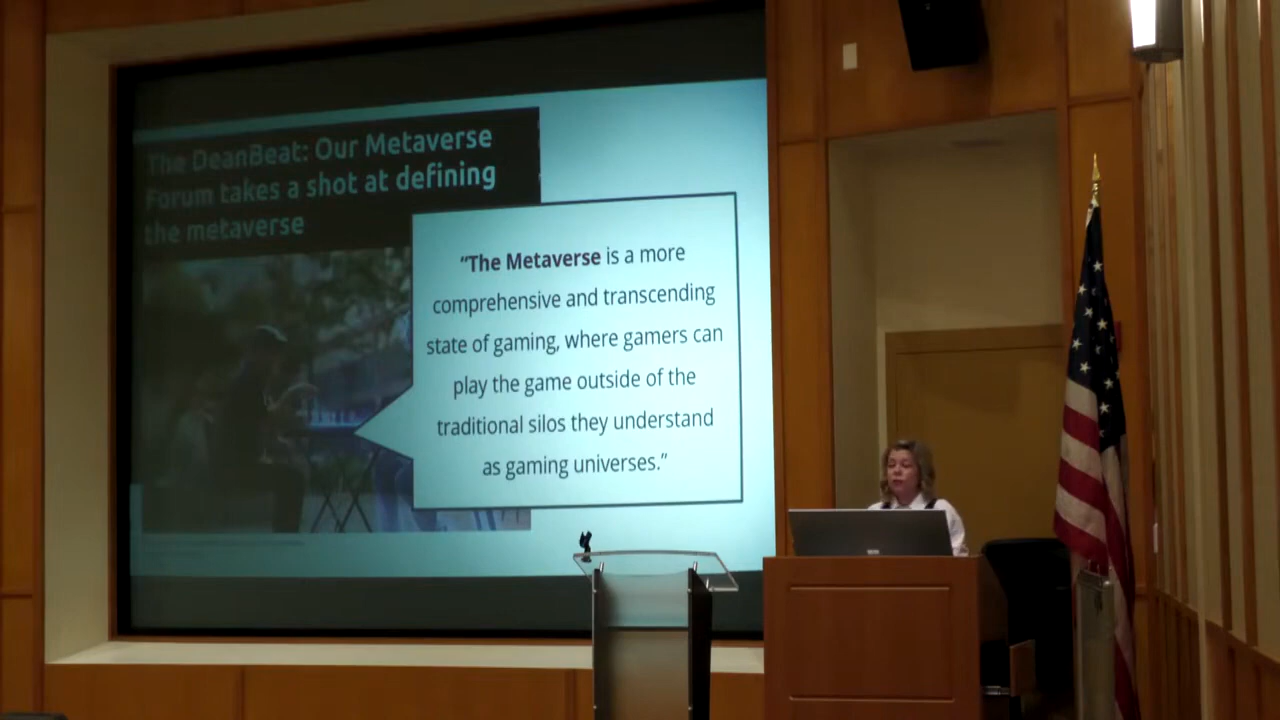 The DeanBeat: Our Metaverse
Forum takes a shot at defining
the metaverse
“The Metaverse is a more
comprehensive and transcending
state of gaming, where gamers can
play the game outside of the
traditional silos they understand
as gaming universes.”